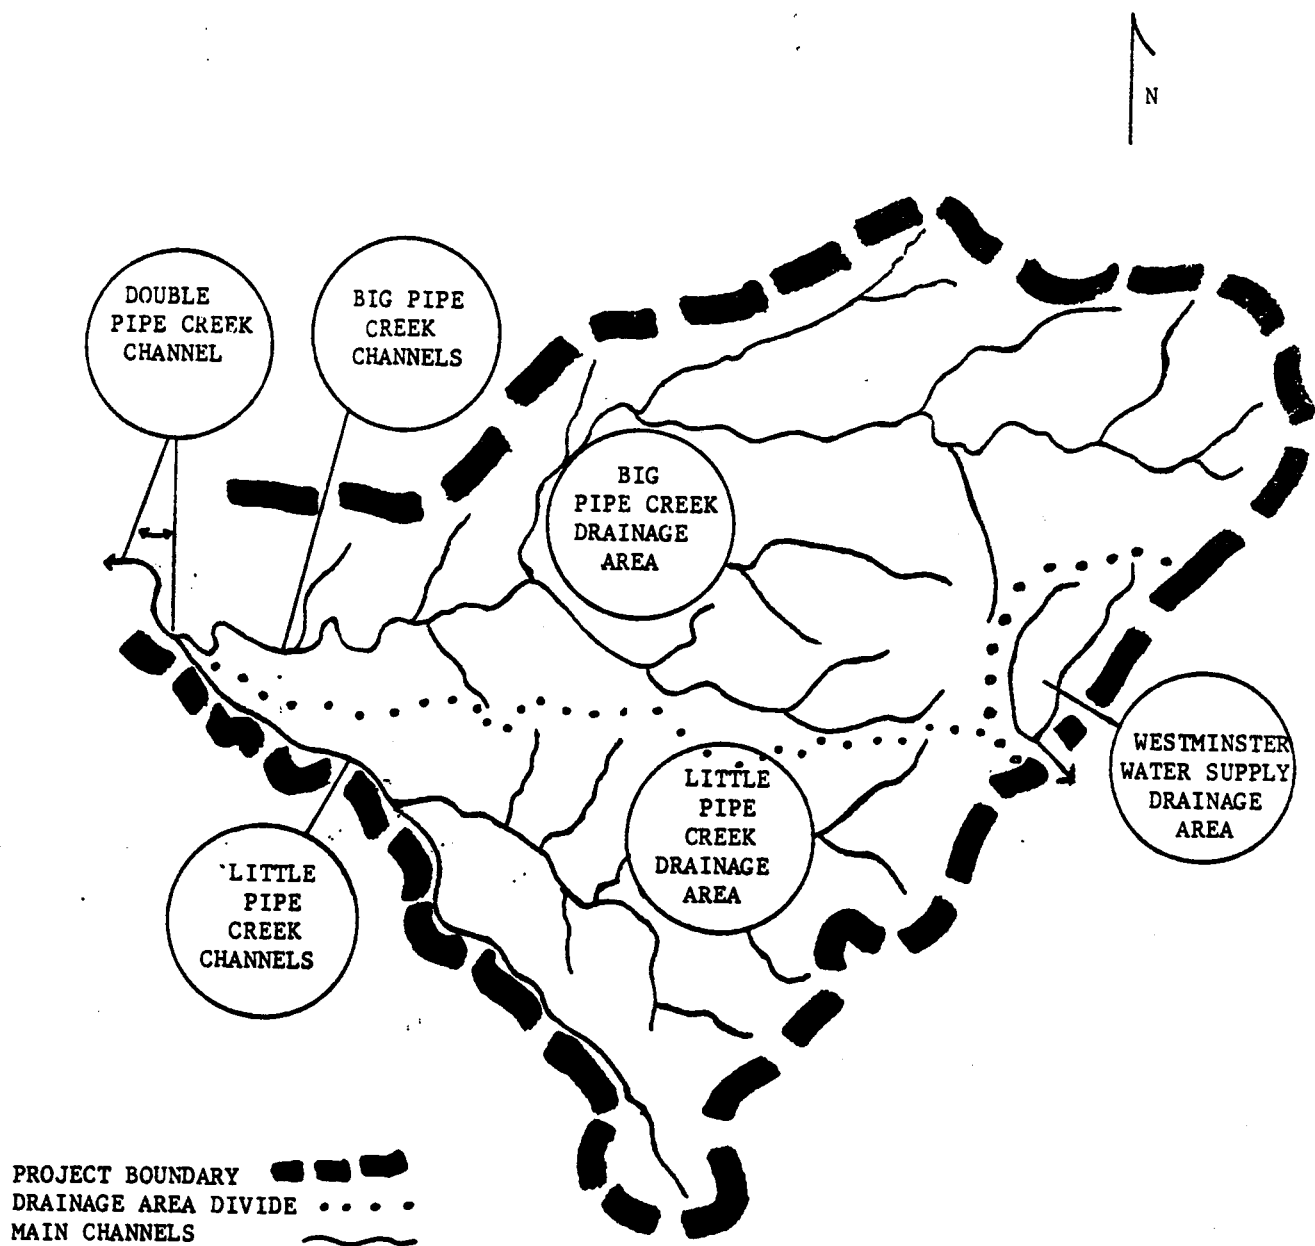 N
DOUBLE
PIPE CREEK
CHANNEL
BIG PIPE
CREEK
CHANNELS
BIG
PIPE CREEK
DRAINAGE
AREA
WESTMINSTER
WATER SUPPLY
DRAINAGE
AREA
LITTLE
PIPE
CREEK
DRAINAGE
AREA
LITTLE
PIPE
CREEK
CHANNELS
PROJECT BOUNDARY
DRAINAGE AREA DIVIDE
MAIN CHANNELS